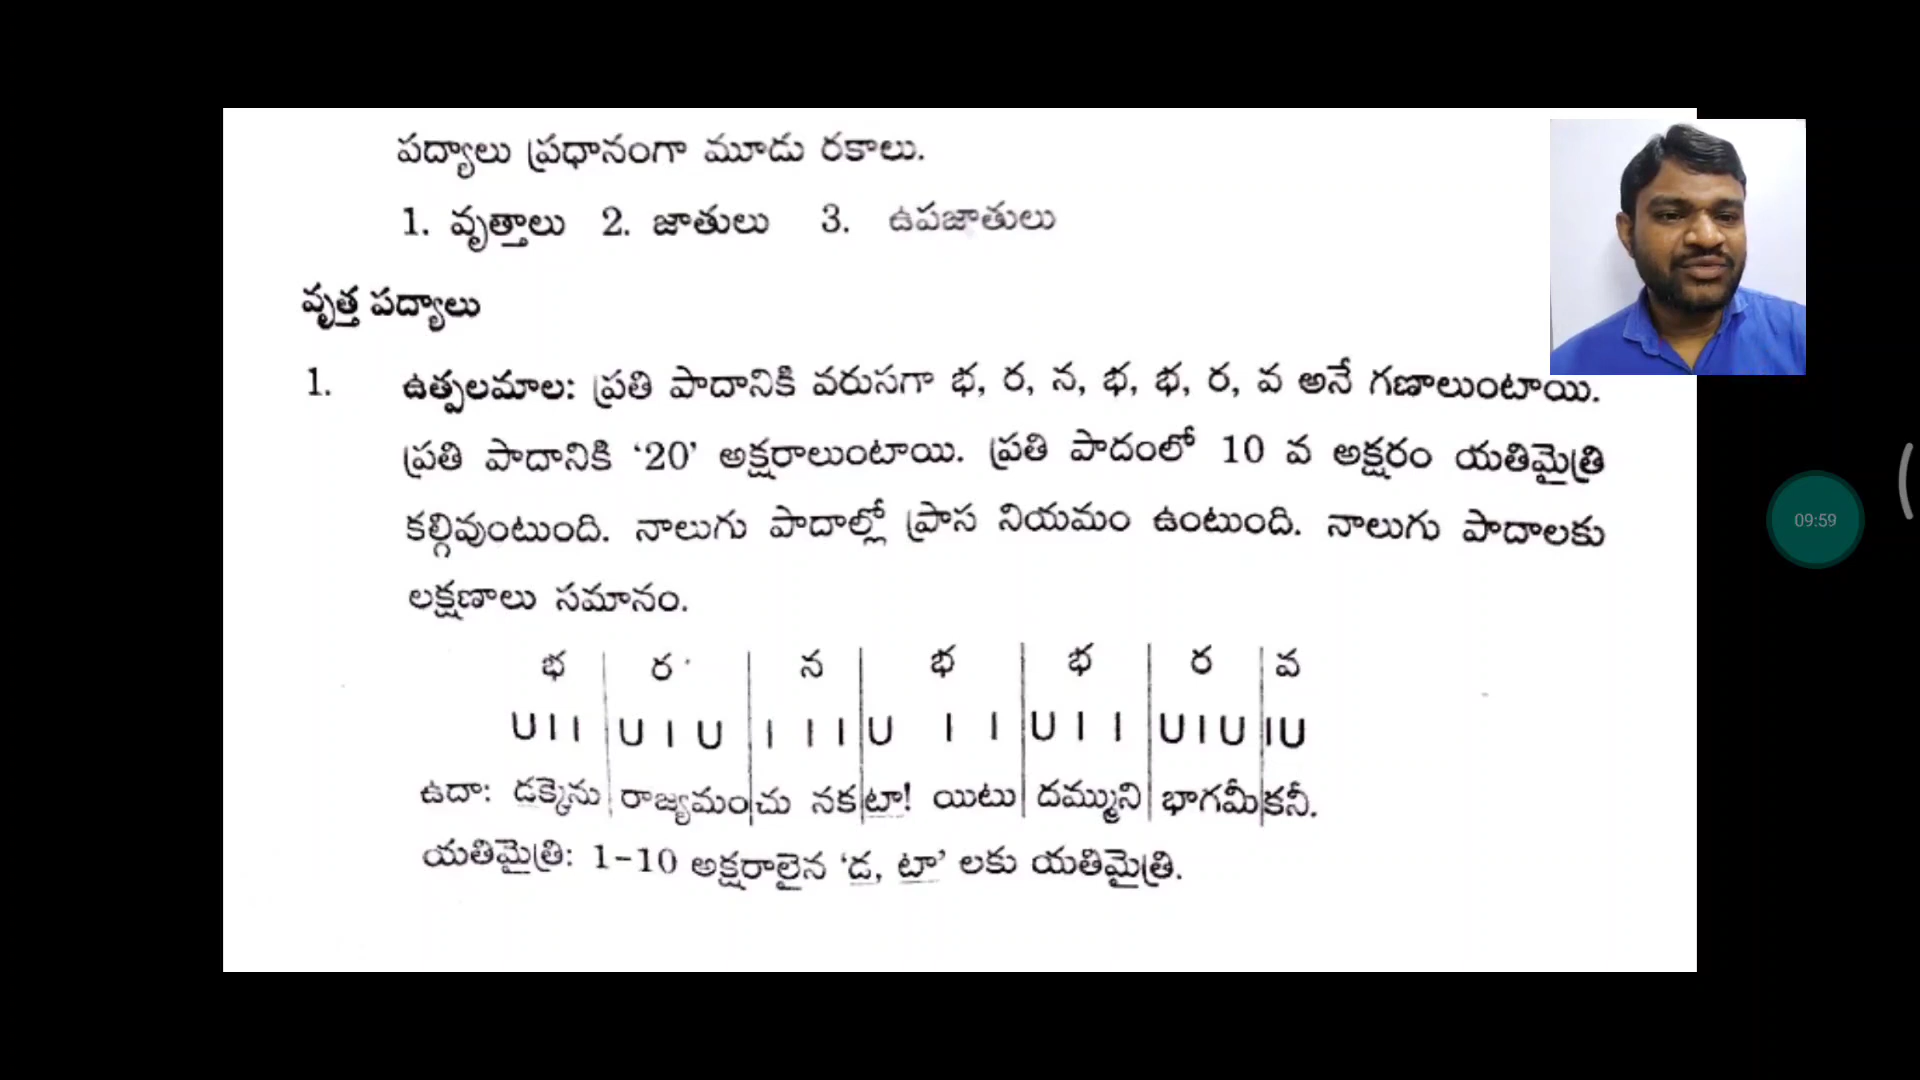 పద్యాలు ప్రధానంగా మూడు రకాలు.
1. వృత్తాలు 2. జాతులు 3. ఉపజాతులు
వృత్త పద్యాలు
1. ఉత్పలమాల: ప్రతి పాదానికి వరుసగా భ, ర, న, భ, భ, ర, వ అనే గణాలుంటాయి.
ప్రతి పాదానికి ‘20’ అక్షరాలుంటాయి. ప్రతి పాదంలో 10 వ అక్షరం యతిమైత్రి
కల్గివుంటుంది. నాలుగు పాదాల్లో ప్రాస నియమం ఉంటుంది. నాలుగు పాదాలకు
లక్షణాలు సమానం.
భ | ర | న | భ | భ | ర | వ
U I I | U I U | I I I | U I I | U I I | U I U | I U
ఉదా: డక్కెను | రాజ్యమం | చు నక | టా! యిటు | దమ్ముని | భాగమీ | కనీ.
యతిమైత్రి: 1-10 అక్షరాలైన ‘డ, టా’ లకు యతిమైత్రి.
09:59